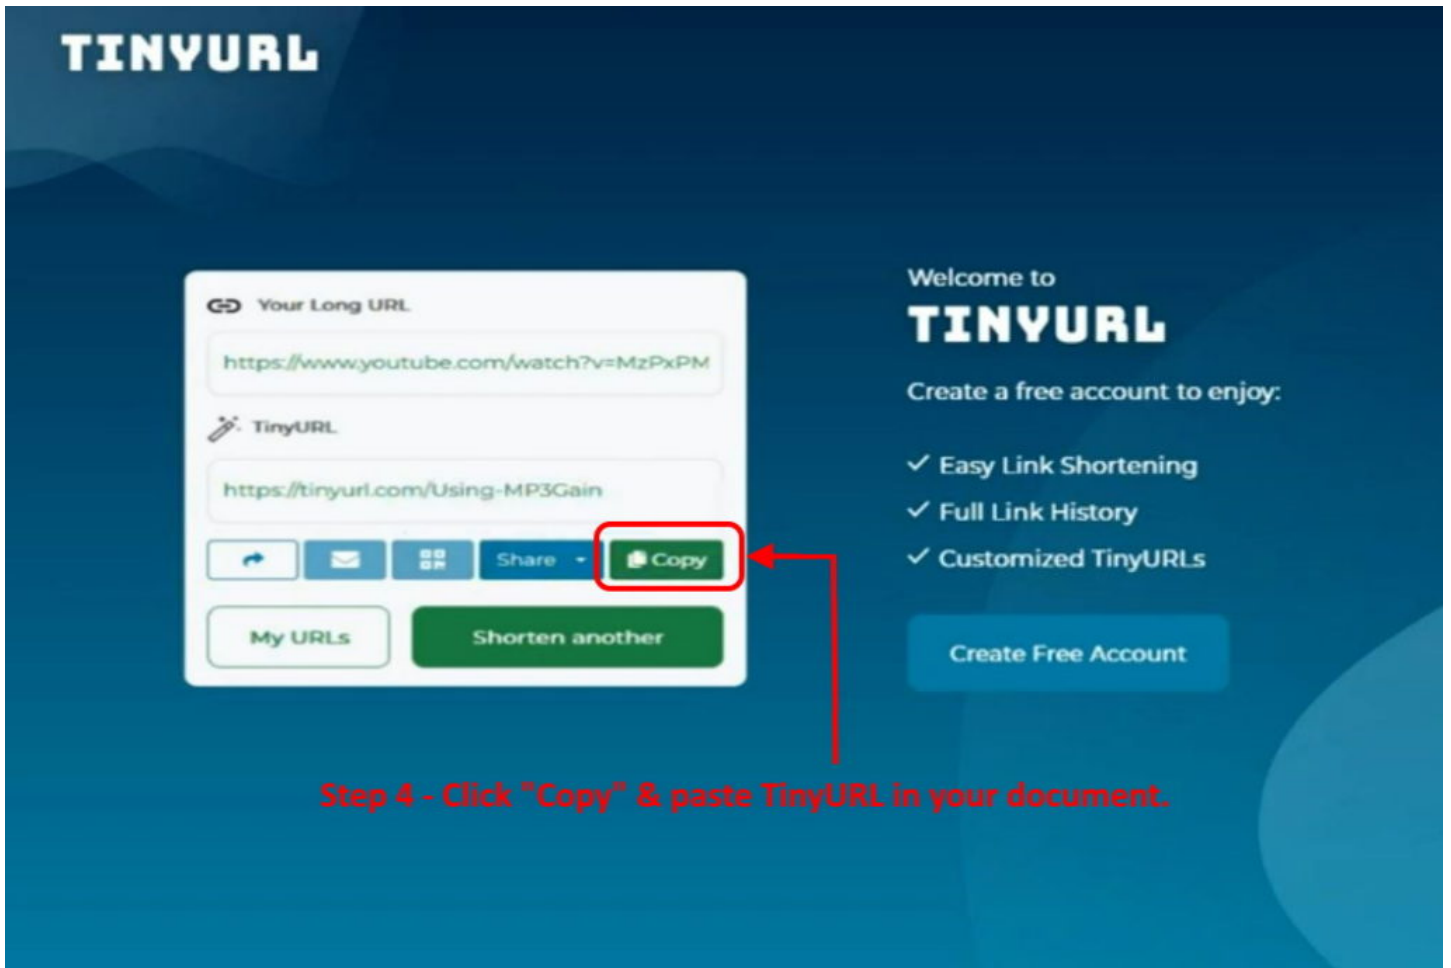 TINYURL
Your Long URL
https://www.youtube.com/watch?v=MzPxPM
TinyURL
https://tinyurl.com/Using-MP3Gain
Share
Copy
My URLs
Shorten another
Welcome to
TINYURL
Create a free account to enjoy:
Easy Link Shortening
Full Link History
Customized TinyURLs
Create Free Account
Step 4 - Click "Copy" & paste TinyURL in your document.